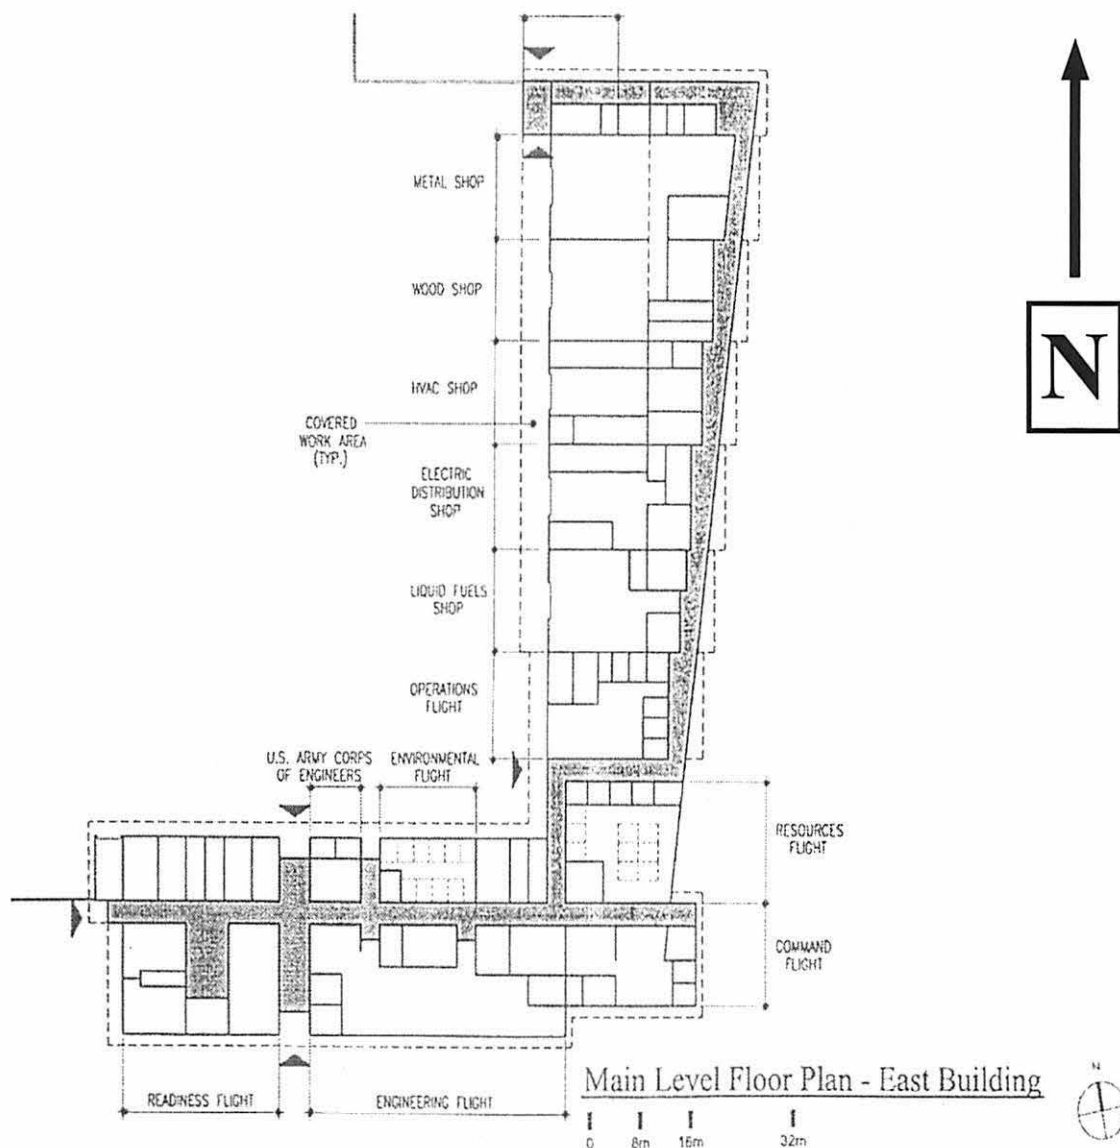 METAL SHOP
WOOD SHOP
HVAC SHOP
COVERED
WORK AREA
(TYP.)
ELECTRIC
DISTRIBUTION
SHOP
LIQUID FUELS
SHOP
OPERATIONS
FLIGHT
U.S. ARMY CORPS
OF ENGINEERS
ENVIRONMENTAL
FLIGHT
RESOURCES
FLIGHT
COMMAND
FLIGHT
READINESS FLIGHT
ENGINEERING FLIGHT
Main Level Floor Plan - East Building
0 8m 16m 32m
N
N